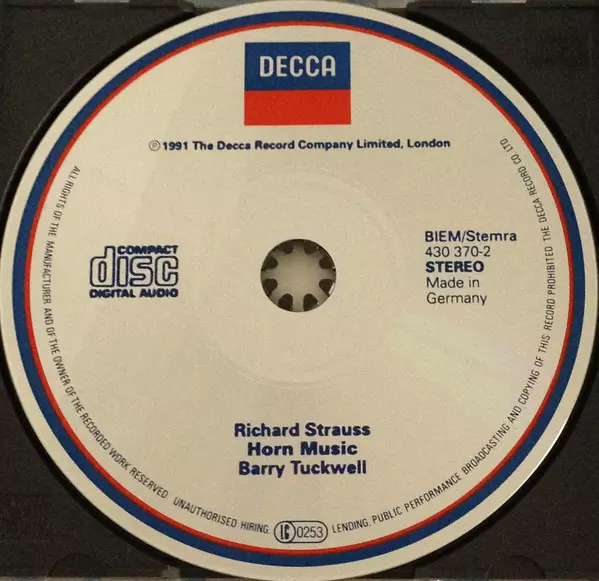 DECCA
℗ 1991 The Decca Record Company Limited, London
COMPACT
disc
DIGITAL AUDIO
BIEM/Stemra
430 370-2
STEREO
Made in
Germany
Richard Strauss
Horn Music
Barry Tuckwell
ALL RIGHTS OF THE MANUFACTURER AND OF THE OWNER OF THE RECORDED WORK RESERVED. UNAUTHORISED HIRING, LC 0253 LENDING, PUBLIC PERFORMANCE BROADCASTING AND COPYING OF THIS RECORD PROHIBITED THE DECCA RECORD CO. LTD.